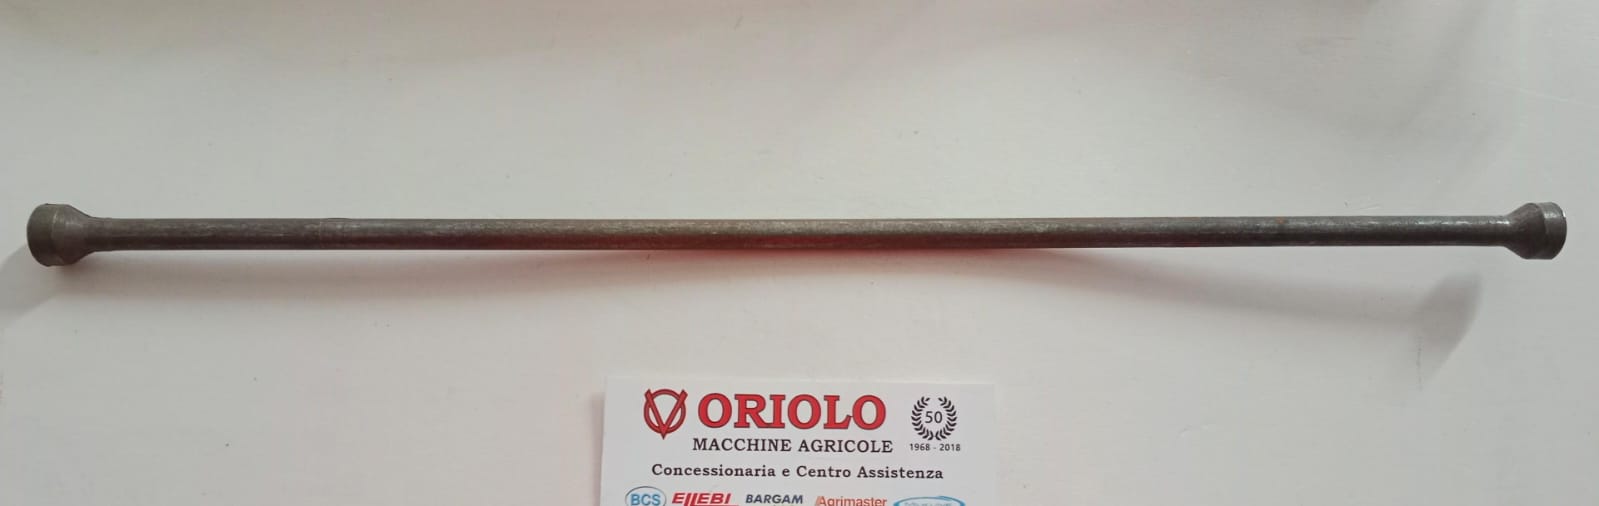 ORIOLO
50
MACCHINE AGRICOLE
1968 - 2018
Concessionaria e Centro Assistenza
BCS ELLEBI BARGAM Agrimaster